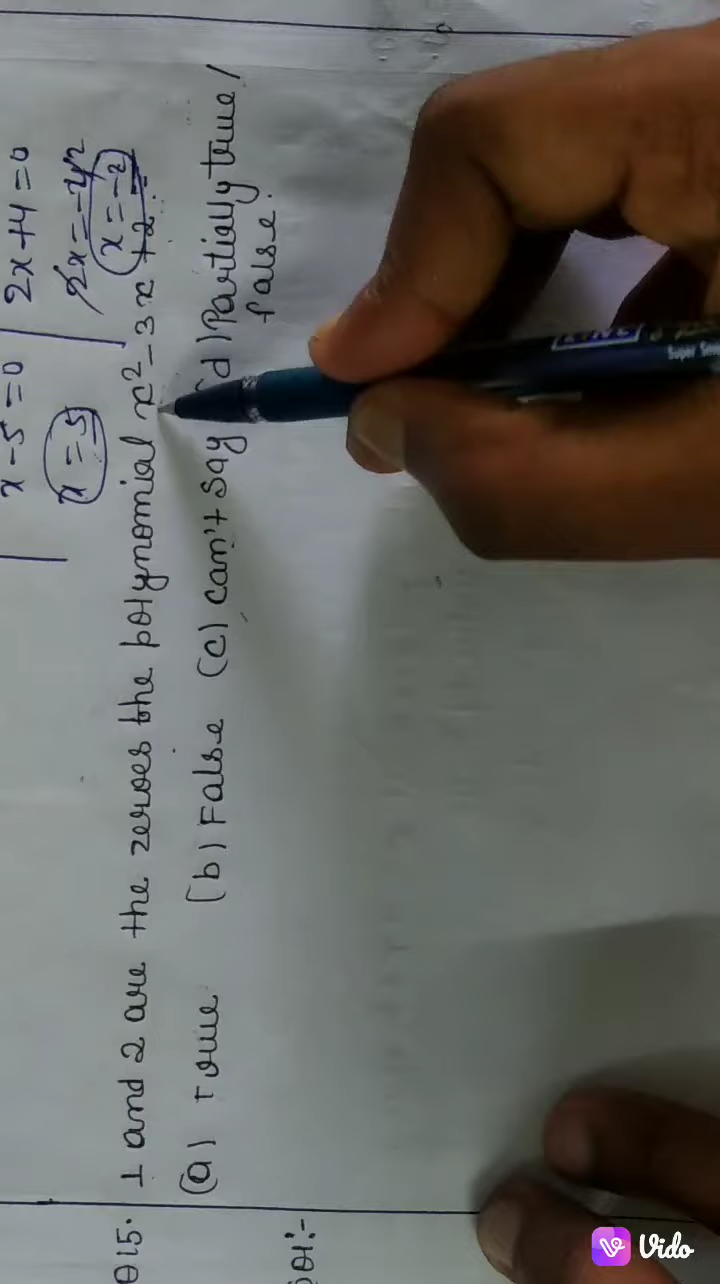 x - 5 = 0 | 2x + 4 = 0
x = 5 | 2x = -4 2
x = -2
Q15. 1 and 2 are the zeroes the polynomial x² - 3x + 2.
(a) true (b) False (c) can't say (d) Partially true/
false.
Sol:-
Vido